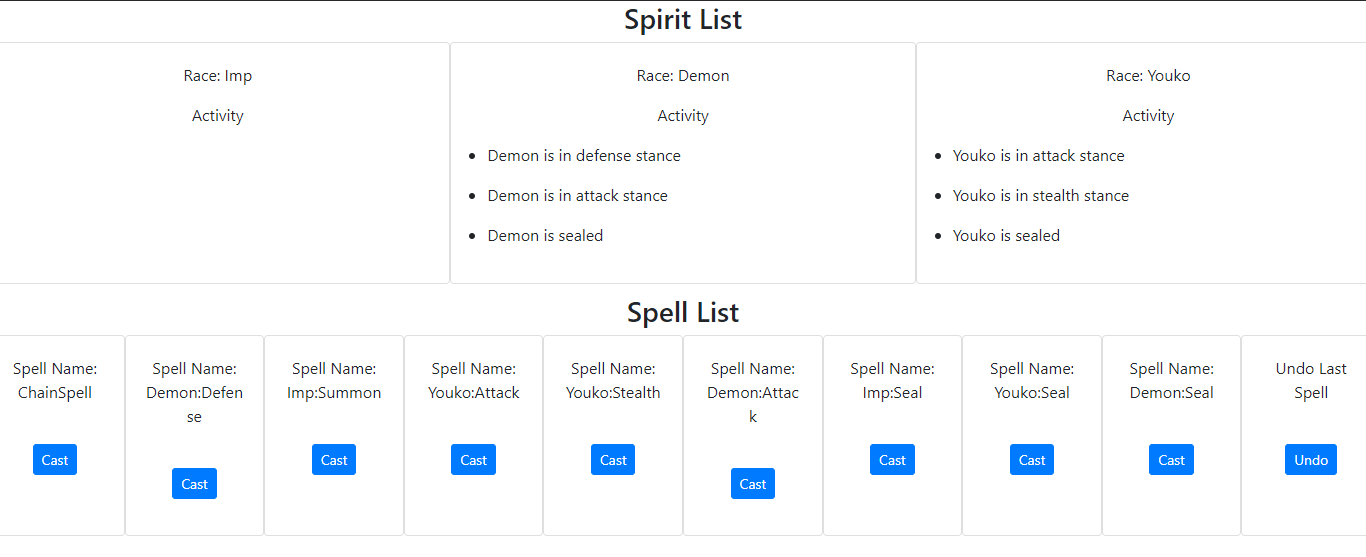 Spirit List
Race: Imp
Activity
Race: Demon
Activity
Demon is in defense stance
Demon is in attack stance
Demon is sealed
Race: Youko
Activity
Youko is in attack stance
Youko is in stealth stance
Youko is sealed
Spell List
Spell Name:
ChainSpell
Cast
Spell Name:
Demon:Defen
se
Cast
Spell Name:
Imp:Summon
Cast
Spell Name:
Youko:Attack
Cast
Spell Name:
Youko:Stealth
Cast
Spell Name:
Demon:Attac
k
Cast
Spell Name:
Imp:Seal
Cast
Spell Name:
Youko:Seal
Cast
Spell Name:
Demon:Seal
Cast
Undo Last
Spell
Undo